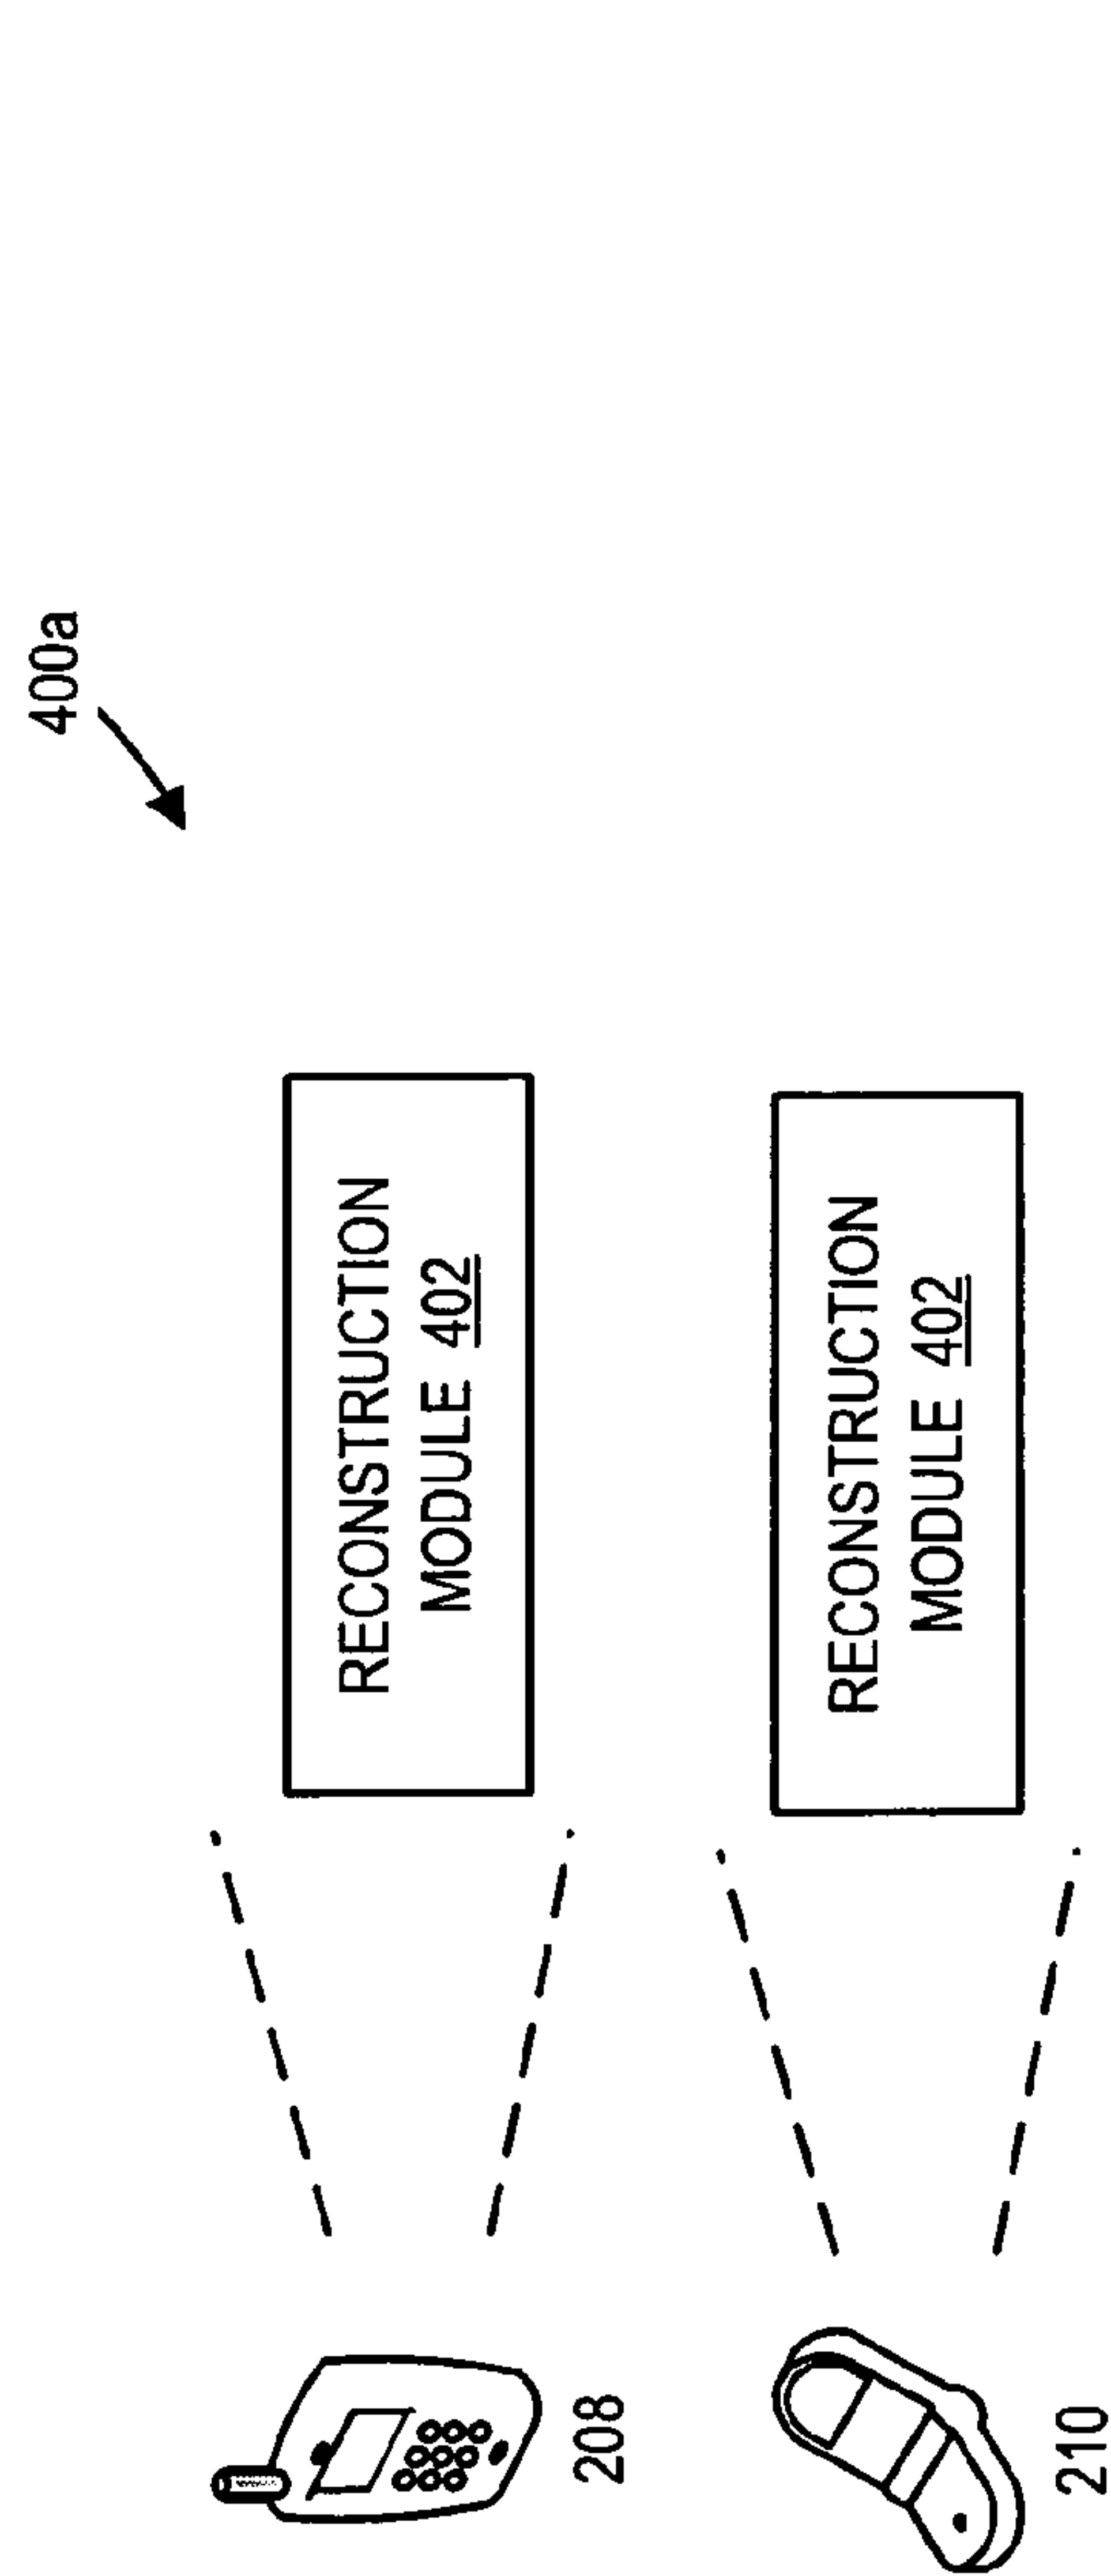 400a
RECONSTRUCTION
MODULE 402
208
RECONSTRUCTION
MODULE 402
210